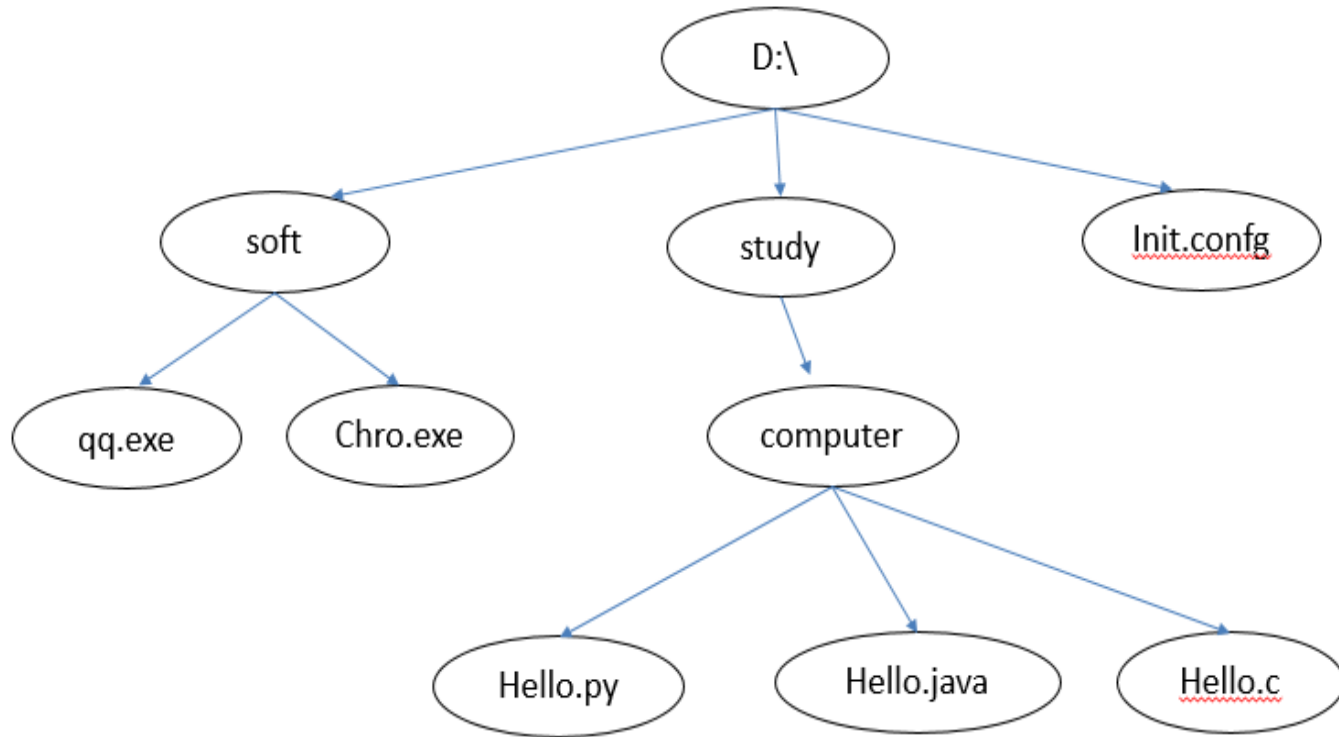 D:\
soft
study
Init.confg
qq.exe
Chro.exe
computer
Hello.py
Hello.java
Hello.c